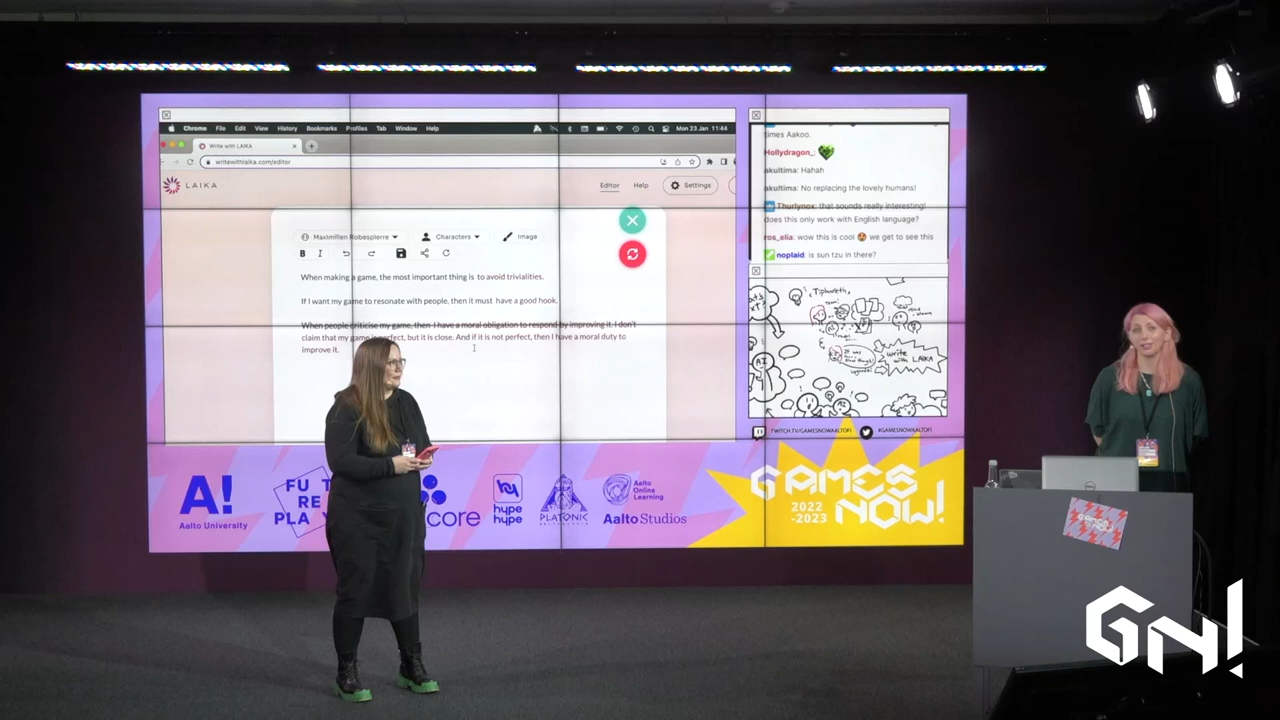 Chrome File Edit View History Bookmarks Profiles Tab Window Help
Mon 23 Jan 11:44
Write with LAIKA
writewithlaika.com/editor
LAIKA
Editor Help Settings
Maximilien Robespierre Characters Image
B I
When making a game, the most important thing is to avoid trivialities.
If I want my game to resonate with people, then it must have a good hook.
When people criticise my game, then I have a moral obligation to respond by improving it. I don't
claim that my game is perfect, but it is close. And if it is not perfect, then I have a moral duty to
improve it.
times Aakoo.
Hollydragon_:
akultima: Hahah
akultima: No replacing the lovely humans!
Thurlynox: that sounds really interesting!
does this only work with English language?
ros_elia: wow this is cool we get to see this
noplaid: is sun tzu in there?
Tiphereth
AI
write
with LAIKA
TWITCH.TV/GAMESNOWAALTOFI
#GAMESNOWAALTOFI
A!
Aalto University
FU T
RE
PLA Y
core
hype
hype
PLATONIC
Aalto
Online
Learning
Aalto Studios
GAMES
NOW!
2022
-2023
GAMES
GN!